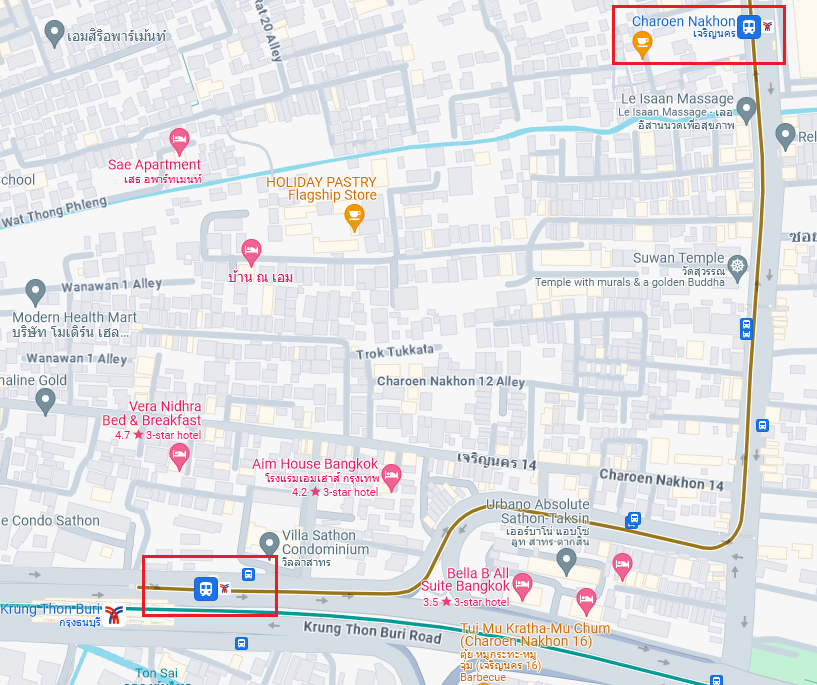 Charoen Nakhon
เจริญนคร
เอมสิริอพาร์เม้นท์
Rat 20 Alley
Le Isaan Massage
Le Isaan Massage - เลอ
อีสานนวดเพื่อสุขภาพ
Rel
Sae Apartment
เสธ อพาร์ทเมนท์
chool
HOLIDAY PASTRY
Flagship Store
Wat Thong Phleng
ซอย
Suwan Temple
วัดสุวรรณ
Temple with murals & a golden Buddha
บ้าน ณ เอม
Wanawan 1 Alley
Modern Health Mart
บริษัท โมเดิร์น เฮล...
Trok Tukkata
Wanawan 1 Alley
naline Gold
Charoen Nakhon 12 Alley
Vera Nidhra
Bed & Breakfast
4.7 ★ 3-star hotel
เจริญนคร 14
Aim House Bangkok
โรงแรมเอมเฮาส์ กรุงเทพ
4.2 ★ 3-star hotel
Charoen Nakhon 14
se Condo Sathon
Urbano Absolute
Sathon-Taksin
เออร์บาโน แอบโซ
ลูท สาทร-ตากสิน
Villa Sathon
Condominium
วิลลาสาทร
Bella B All
Suite Bangkok
3.5 ★ 3-star hotel
Krung Thon Buri
กรุงธนบุรี
Krung Thon Buri Road
Tui-Mu Kratha-Mu Chum
(Charoen Nakhon 16)
ตุ้ย หมูกระทะ-หมู
จุ่ม (เจริญนคร 16)
Barbecue
Ton Sai